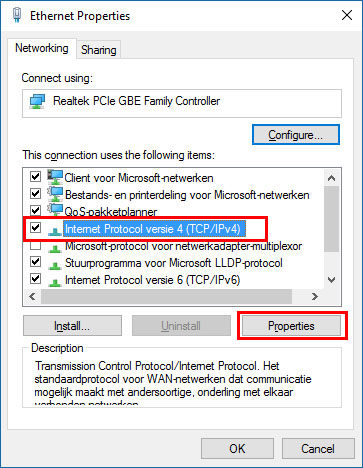 Ethernet Properties
Networking
Sharing
Connect using:
Realtek PCIe GBE Family Controller
Configure...
This connection uses the following items:
Client voor Microsoft-netwerken
Bestands- en printerdeling voor Microsoft-netwerken
QoS-pakketplanner
Internet Protocol versie 4 (TCP/IPv4)
Microsoft-protocol voor netwerkadapter-multiplexor
Stuurprogramma voor Microsoft LLDP-protocol
Internet Protocol versie 6 (TCP/IPv6)
Install...
Uninstall
Properties
Description
Transmission Control Protocol/Internet Protocol. Het
standaardprotocol voor WAN-netwerken dat communicatie
mogelijk maakt met andersoortige, onderling met elkaar
verbonden netwerken.
OK
Cancel